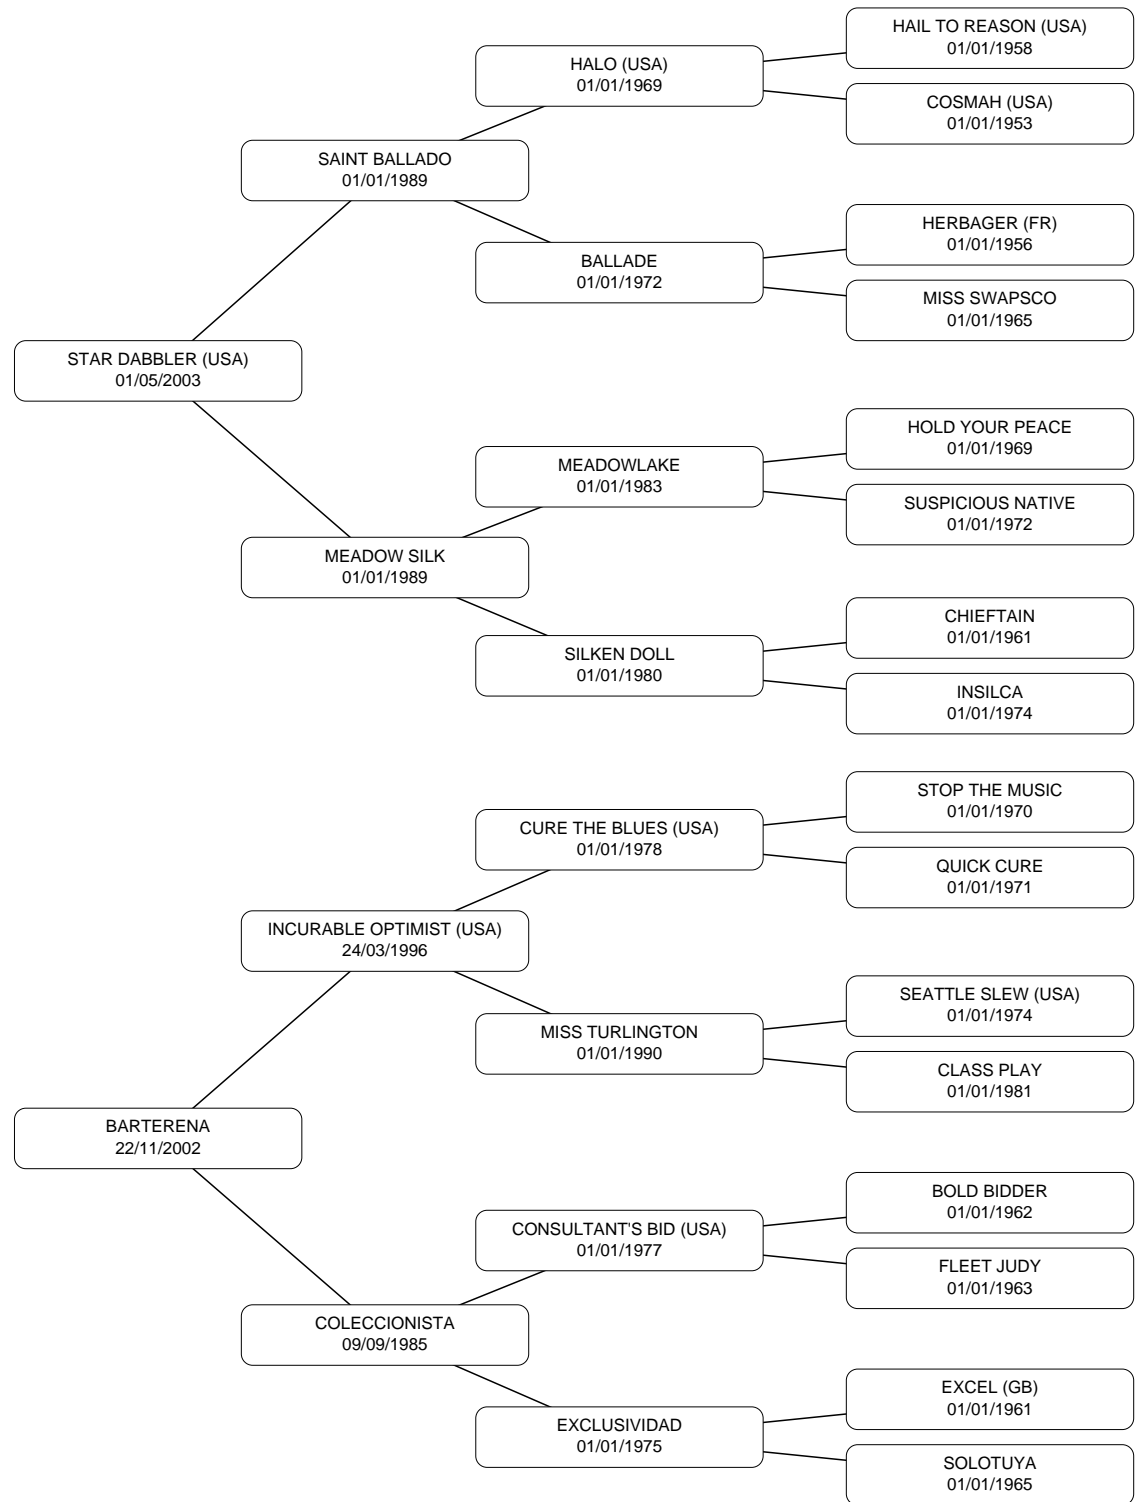 HAIL TO REASON (USA)
01/01/1958
HALO (USA)
01/01/1969
COSMAH (USA)
01/01/1953
SAINT BALLADO
01/01/1989
HERBAGER (FR)
01/01/1956
BALLADE
01/01/1972
MISS SWAPSCO
01/01/1965
STAR DABBLER (USA)
01/05/2003
HOLD YOUR PEACE
01/01/1969
MEADOWLAKE
01/01/1983
SUSPICIOUS NATIVE
01/01/1972
MEADOW SILK
01/01/1989
CHIEFTAIN
01/01/1961
SILKEN DOLL
01/01/1980
INSILCA
01/01/1974
STOP THE MUSIC
01/01/1970
CURE THE BLUES (USA)
01/01/1978
QUICK CURE
01/01/1971
INCURABLE OPTIMIST (USA)
24/03/1996
SEATTLE SLEW (USA)
01/01/1974
MISS TURLINGTON
01/01/1990
CLASS PLAY
01/01/1981
BARTERENA
22/11/2002
BOLD BIDDER
01/01/1962
CONSULTANT'S BID (USA)
01/01/1977
FLEET JUDY
01/01/1963
COLECCIONISTA
09/09/1985
EXCEL (GB)
01/01/1961
EXCLUSIVIDAD
01/01/1975
SOLOTUYA
01/01/1965